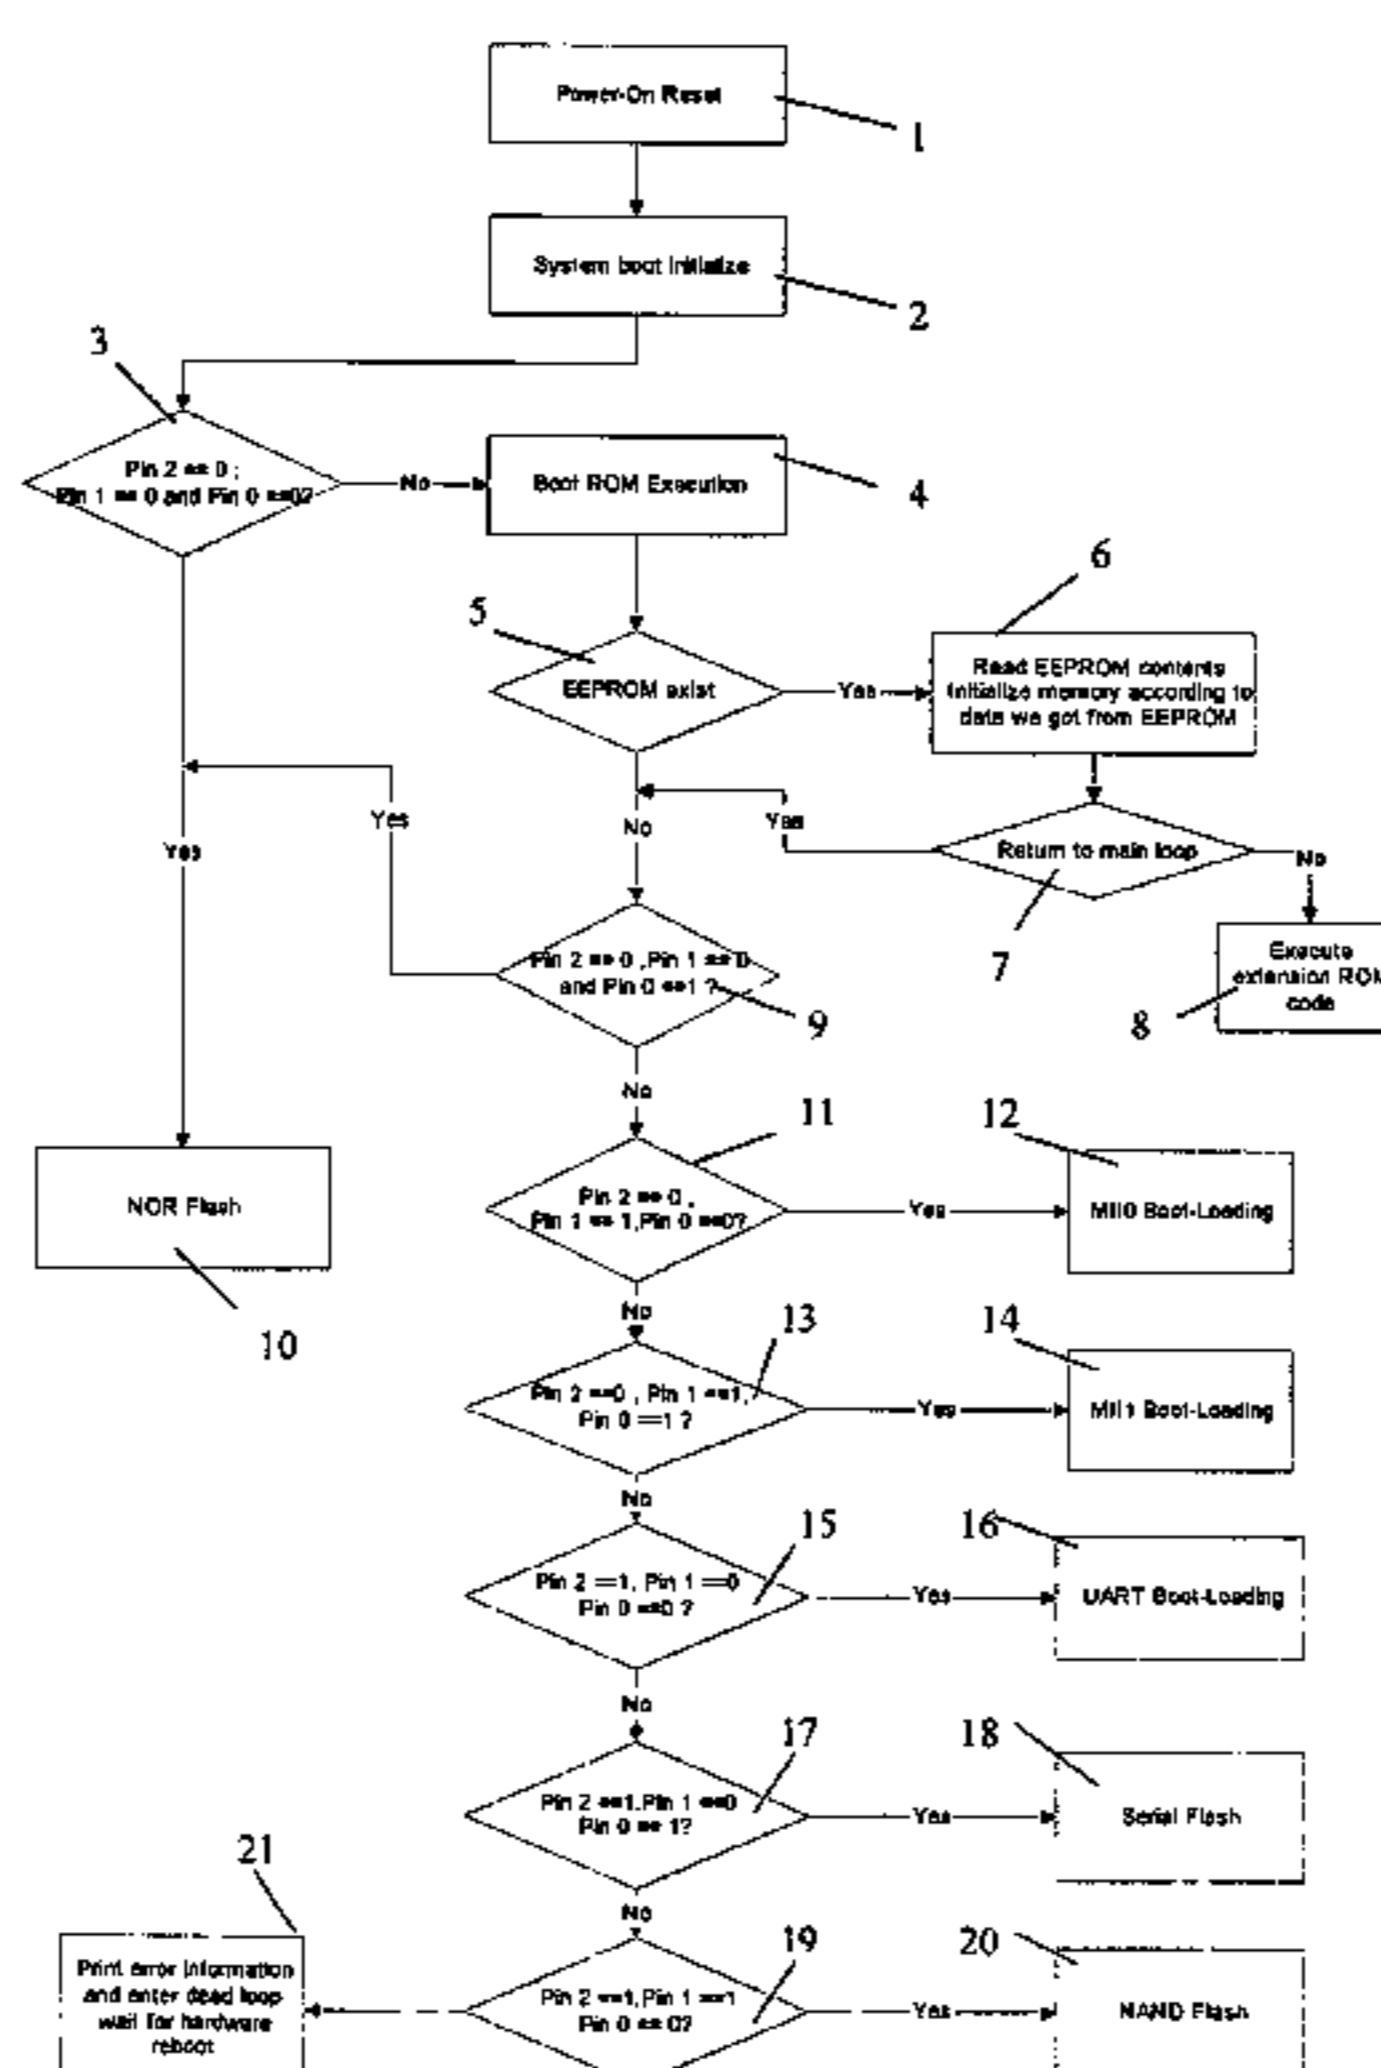 Power-On Reset
1
System boot initialize
2
3
Pin 2 == 0 ;
Pin 1 == 0 and Pin 0 ==0?
No
Boot ROM Execution
4
5
EEPROM exist
Yes
6
Read EEPROM contents
Initialize memory according to
data we got from EEPROM
Yes
Yes
No
Yes
Return to main loop
No
7
Execute
extension ROM
code
8
Pin 2 == 0 ,Pin 1 == 0
and Pin 0 ==1 ?
9
No
NOR Flash
10
11
Pin 2 == 0 ,
Pin 1 == 1,Pin 0 ==0?
Yes
12
MII0 Boot-Loading
No
13
Pin 2 ==0 , Pin 1 ==1,
Pin 0 ==1 ?
Yes
14
MII1 Boot-Loading
No
15
Pin 2 ==1, Pin 1 ==0
Pin 0 ==0 ?
Yes
16
UART Boot-Loading
No
17
Pin 2 ==1,Pin 1 ==0
Pin 0 == 1?
Yes
18
Serial Flash
No
21
Print error information
and enter dead loop
wait for hardware
reboot
19
Pin 2 ==1,Pin 1 ==1
Pin 0 == 0?
Yes
20
NAND Flash